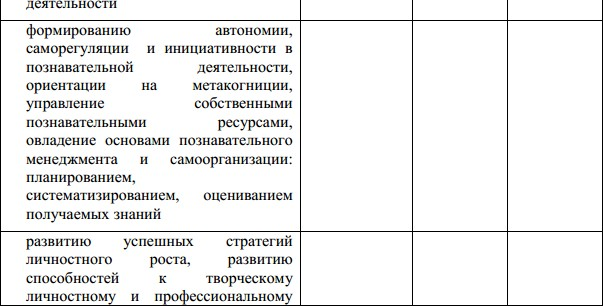 деятельности
формированию автономии,
саморегуляции и инициативности в
познавательной деятельности,
ориентации на метакогниции,
управление собственными
познавательными ресурсами,
овладение основами познавательного
менеджмента и самоорганизации:
планированием,
систематизированием, оцениванием
получаемых знаний
развитию успешных стратегий
личностного роста, развитию
способностей к творческому
личностному и профессиональному